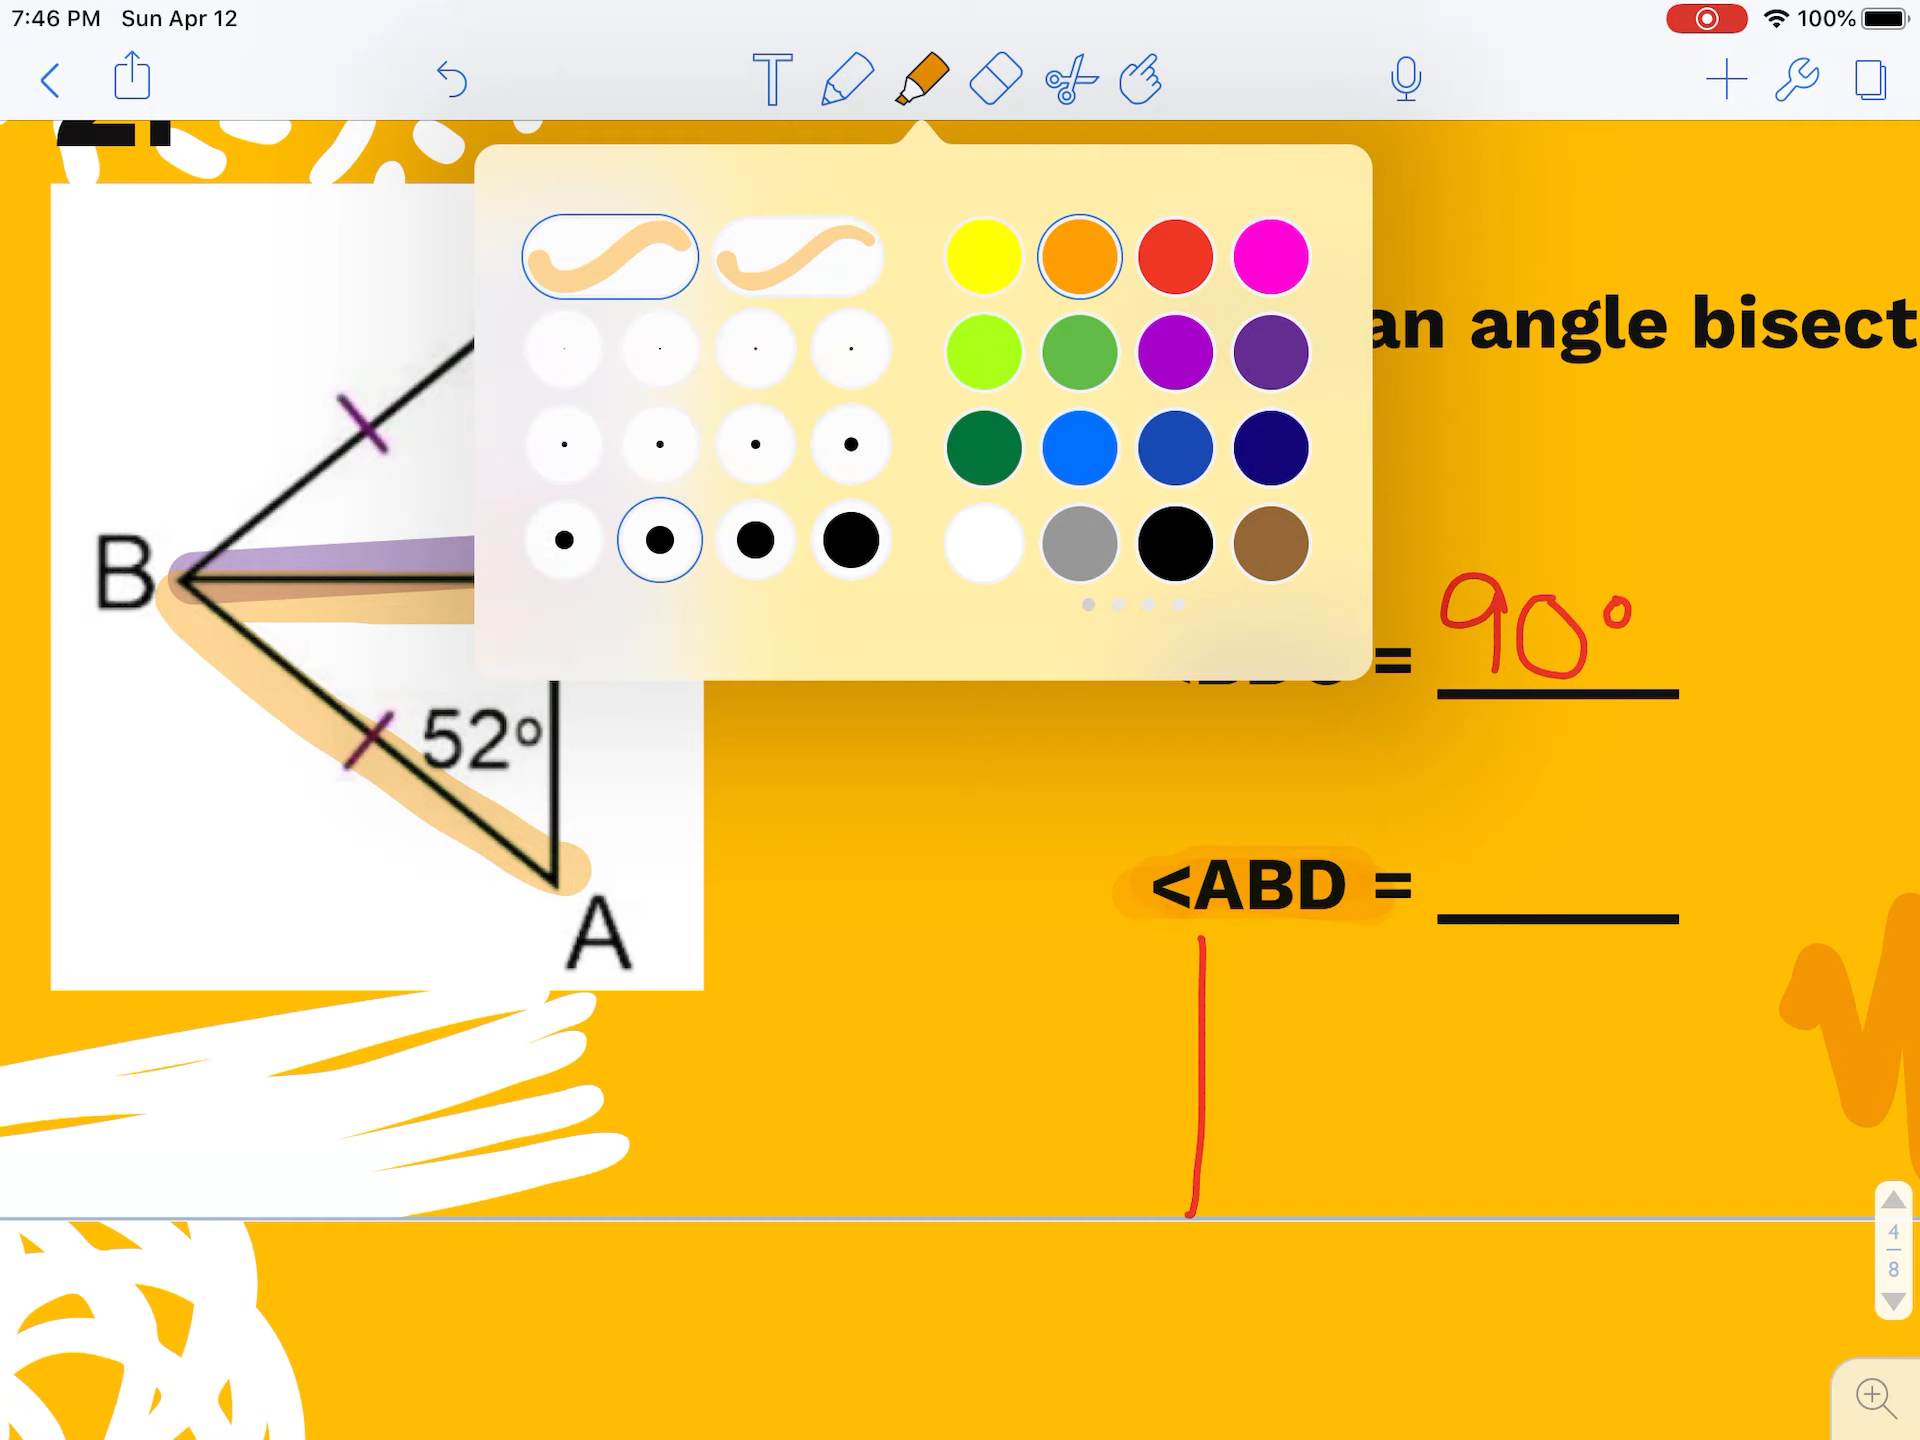 7:46 PM Sun Apr 12
100%
T
an angle bisect
B
= 90°
52°
<ABD =
A
4
8